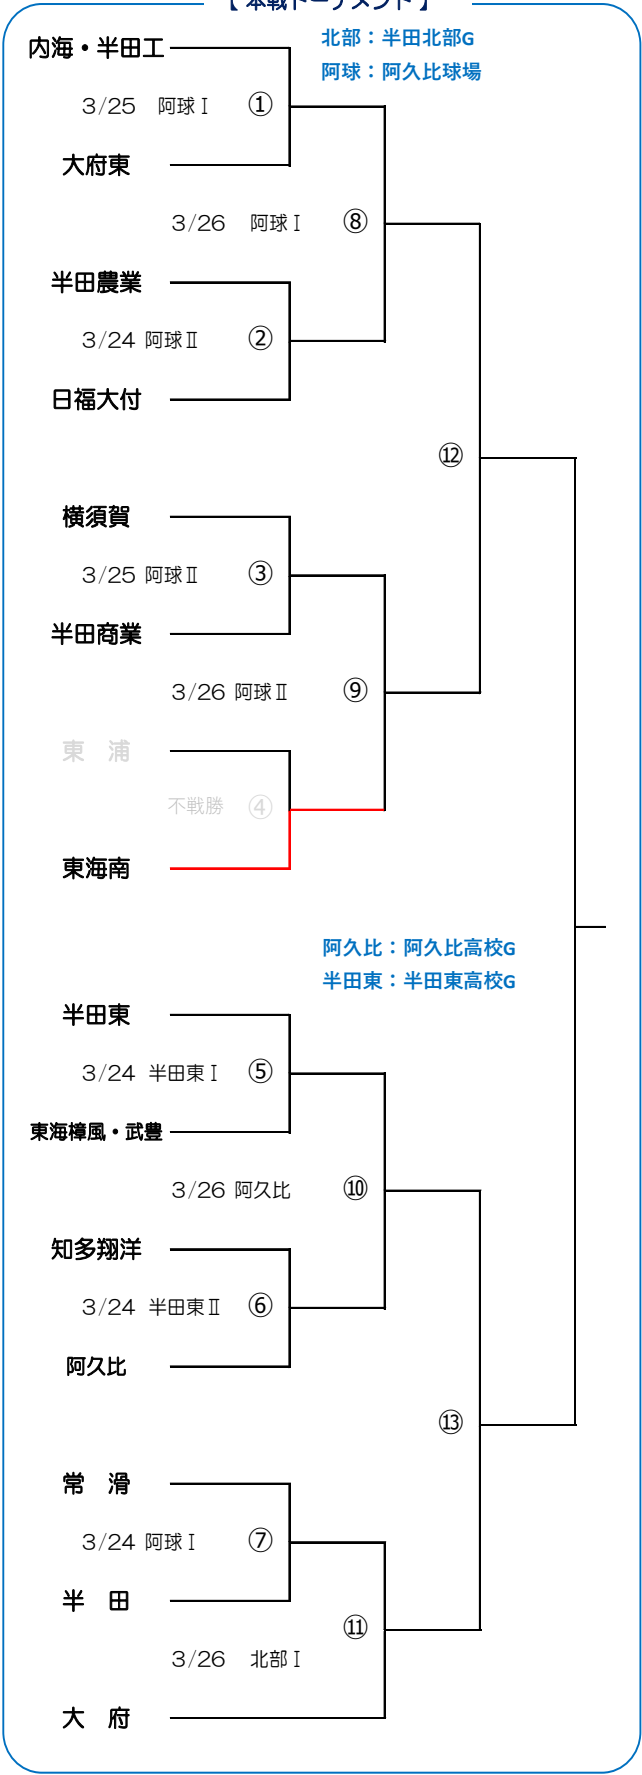 【 本戦トーナメント 】
北部：半田北部G
阿球：阿久比球場
内海・半田工
3/25 阿球Ⅰ ①
大府東
3/26 阿球Ⅰ ⑧
半田農業
3/24 阿球Ⅱ ②
日福大付
⑫
横須賀
3/25 阿球Ⅱ ③
半田商業
3/26 阿球Ⅱ ⑨
東　浦
不戦勝 ④
東海南
阿久比：阿久比高校G
半田東：半田東高校G
半田東
3/24 半田東Ⅰ ⑤
東海樟風・武豊
3/26 阿久比 ⑩
知多翔洋
3/24 半田東Ⅱ ⑥
阿久比
⑬
常　滑
3/24 阿球Ⅰ ⑦
半　田
⑪
3/26 北部Ⅰ
大　府